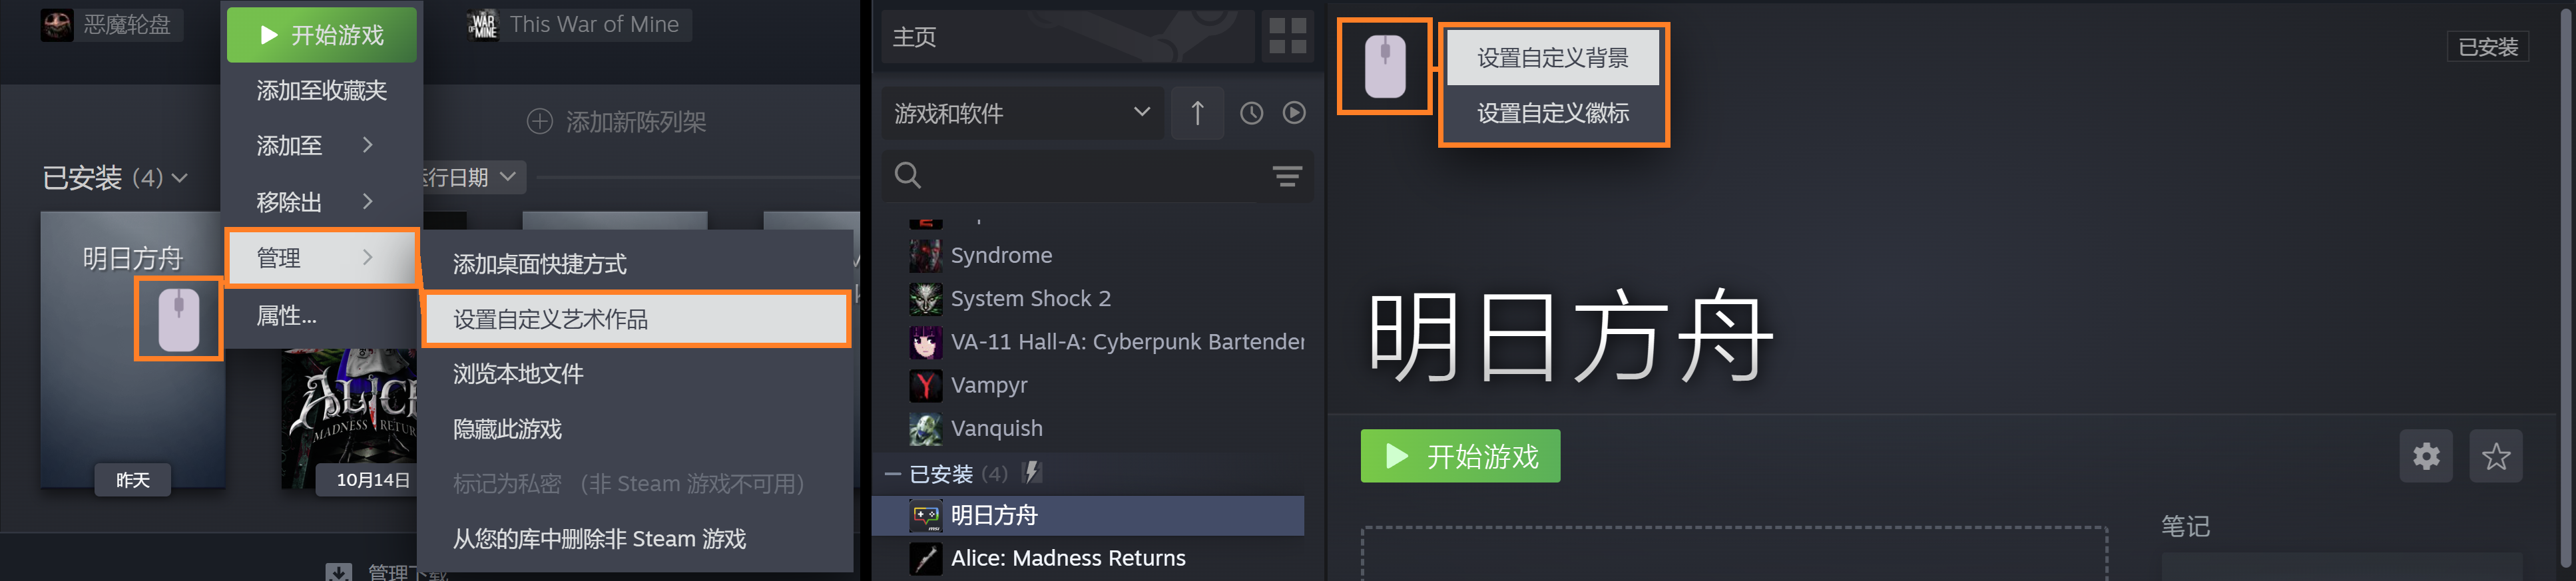 恶魔轮盘
This War of Mine
开始游戏
添加至收藏夹
添加至
移除出
管理
属性...
添加新陈列架
已安装 (4)
行日期
明日方舟
昨天
ALICE
MADNESS RETURN
10月14日
添加桌面快捷方式
设置自定义艺术作品
浏览本地文件
隐藏此游戏
标记为私密 （非 Steam 游戏不可用）
从您的库中删除非 Steam 游戏
管理下载
主页
游戏和软件
Syndrome
System Shock 2
VA-11 Hall-A: Cyberpunk Bartender
Vampyr
Vanquish
已安装 (4)
明日方舟
Alice: Madness Returns
设置自定义背景
设置自定义徽标
已安装
明日方舟
开始游戏
笔记